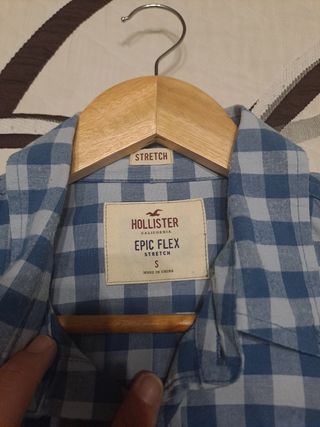 STRETCH
HOLLISTER
CALIFORNIA
EPIC FLEX
STRETCH
S
MADE IN CHINA